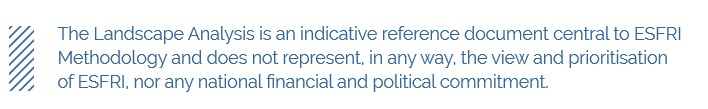 The Landscape Analysis is an indicative reference document central to ESFRI
Methodology and does not represent, in any way, the view and prioritisation
of ESFRI, nor any national financial and political commitment.